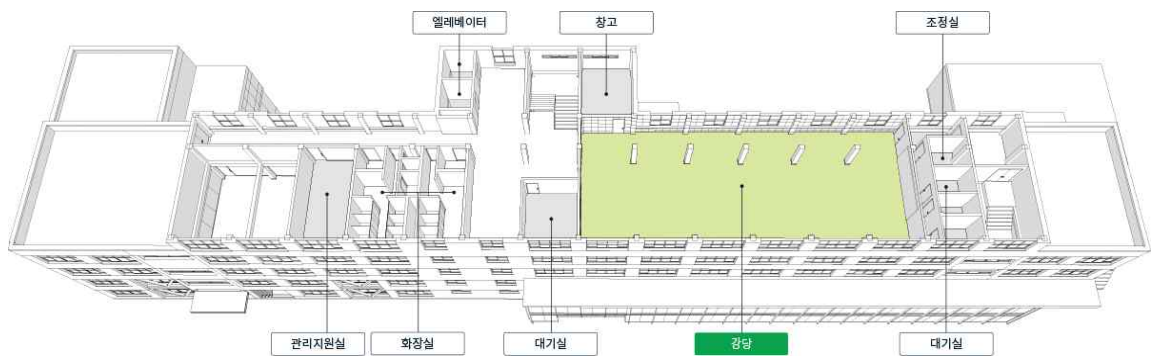 엘레베이터
창고
조정실
관리지원실
화장실
대기실
강당
대기실